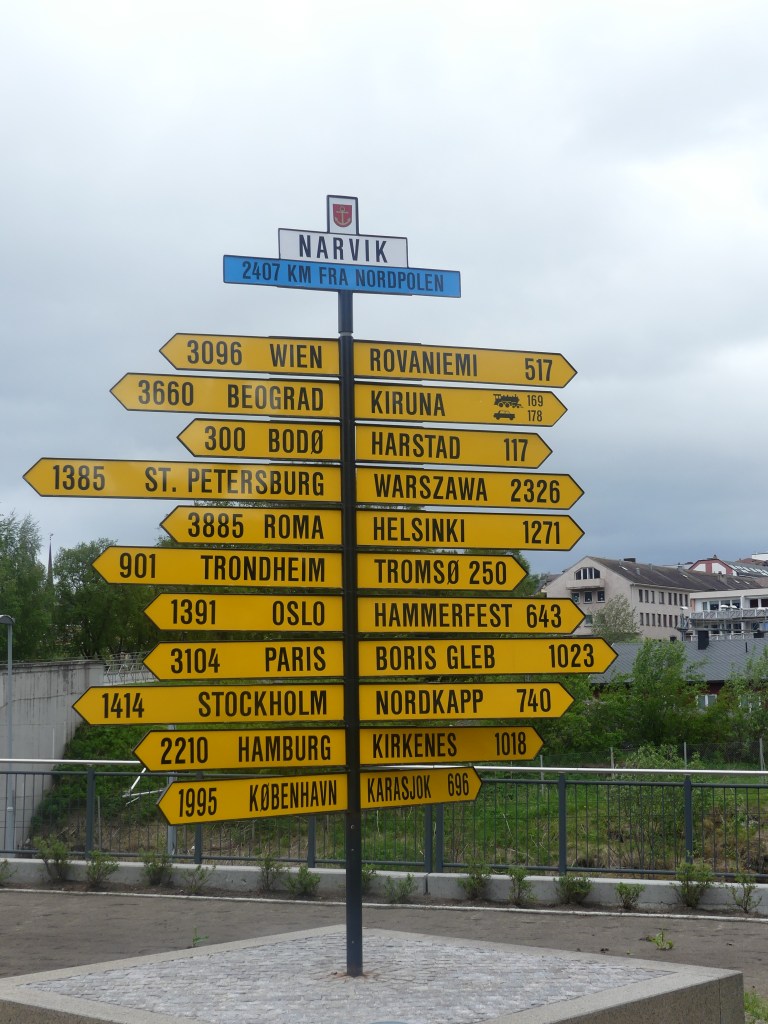 NARVIK
2407 KM FRA NORDPOLEN
3096 WIEN
ROVANIEMI 517
3660 BEOGRAD
KIRUNA 169
178
300 BODØ
HARSTAD 117
1385 ST. PETERSBURG
WARSZAWA 2326
3885 ROMA
HELSINKI 1271
901 TRONDHEIM
TROMSØ 250
1391 OSLO
HAMMERFEST 643
3104 PARIS
BORIS GLEB 1023
1414 STOCKHOLM
NORDKAPP 740
2210 HAMBURG
KIRKENES 1018
1995 KØBENHAVN
KARASJOK 696